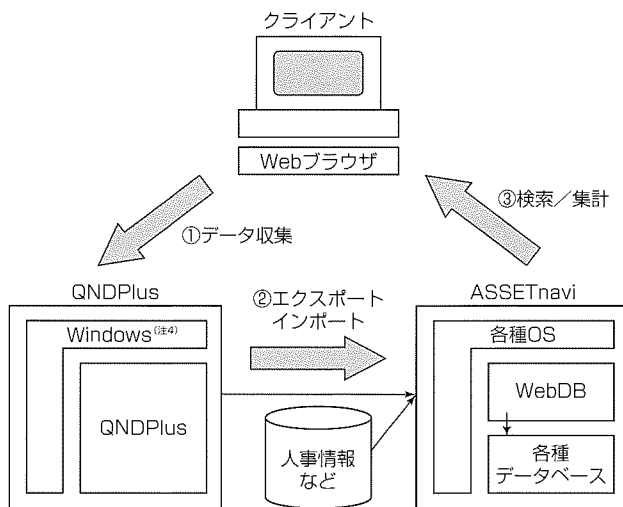 クライアント
Webブラウザ
①データ収集
③検索／集計
QNDPlus
Windows(注4)
QNDPlus
②エクスポート
インポート
人事情報
など
ASSETnavi
各種OS
WebDB
各種
データベース